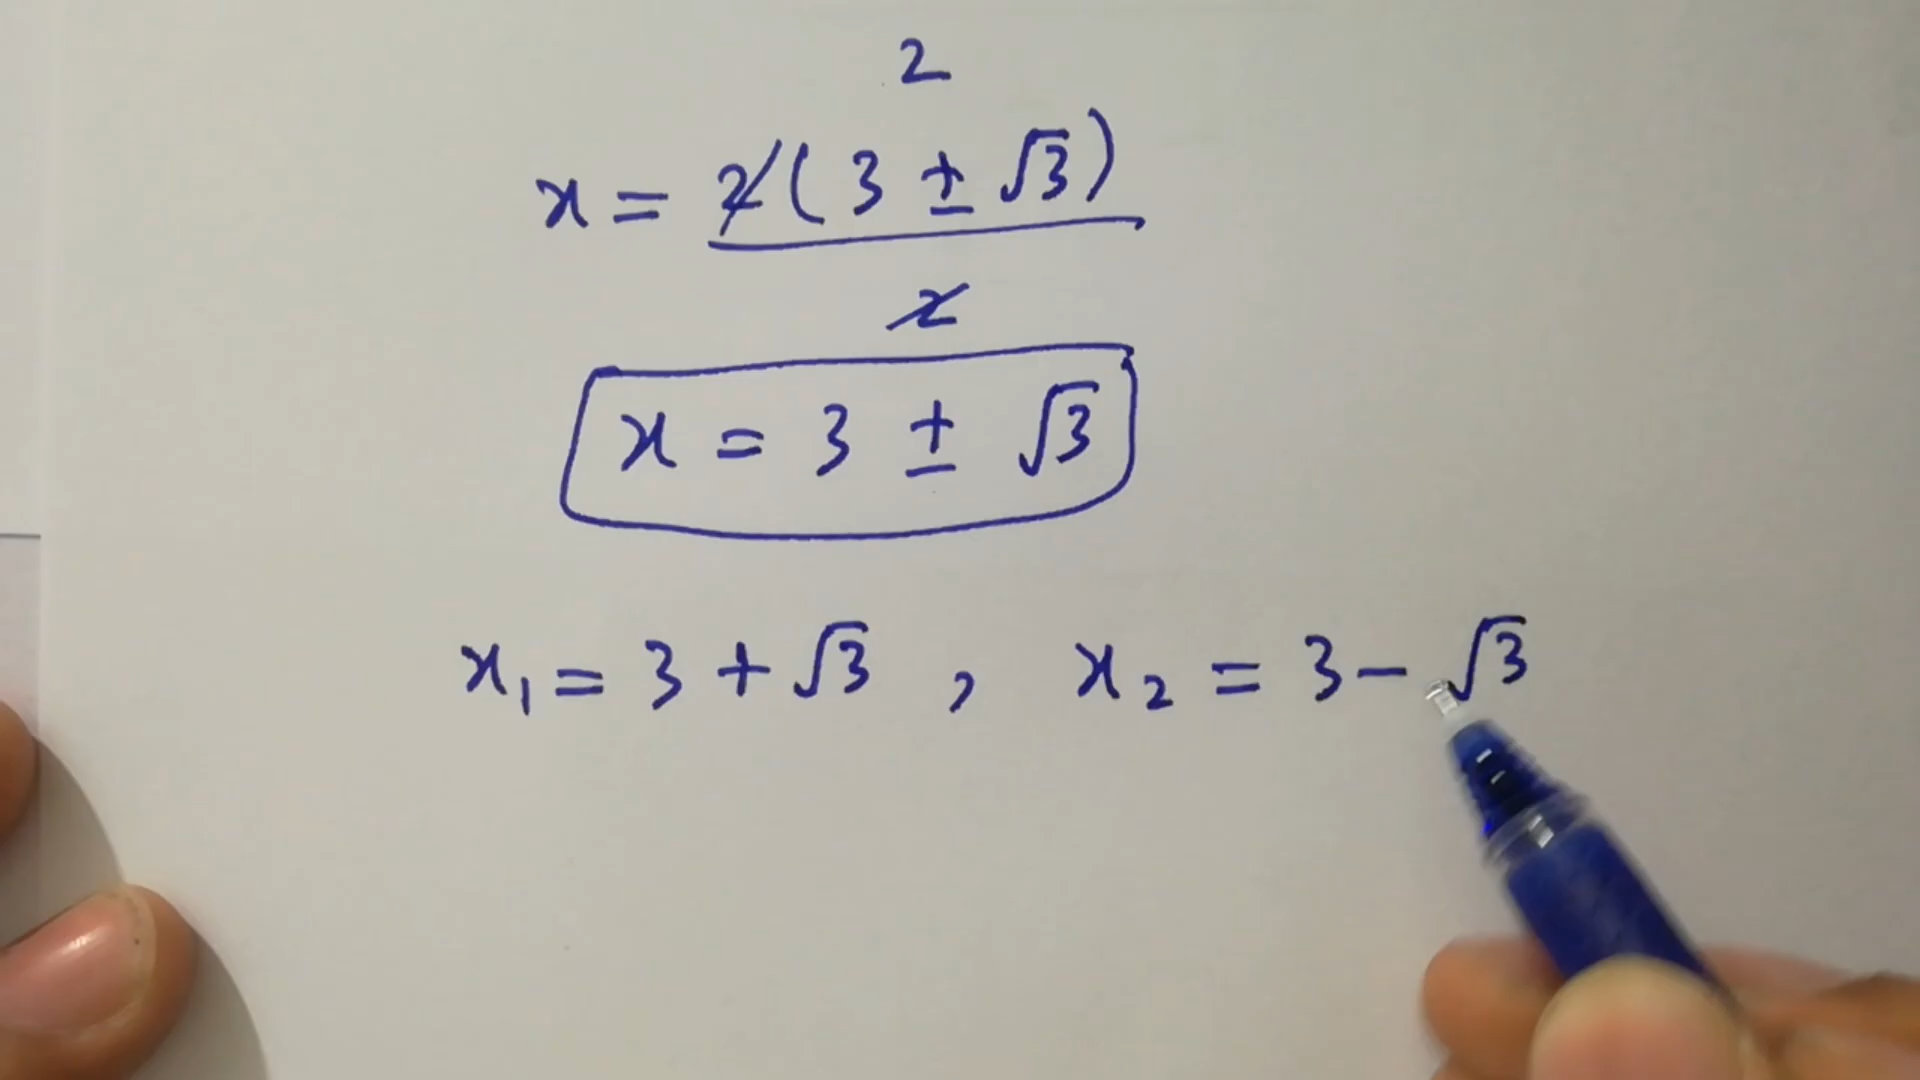 2
x = 2(3 ± √3)
2
x = 3 ± √3
x₁ = 3 + √3 , x₂ = 3 - √3